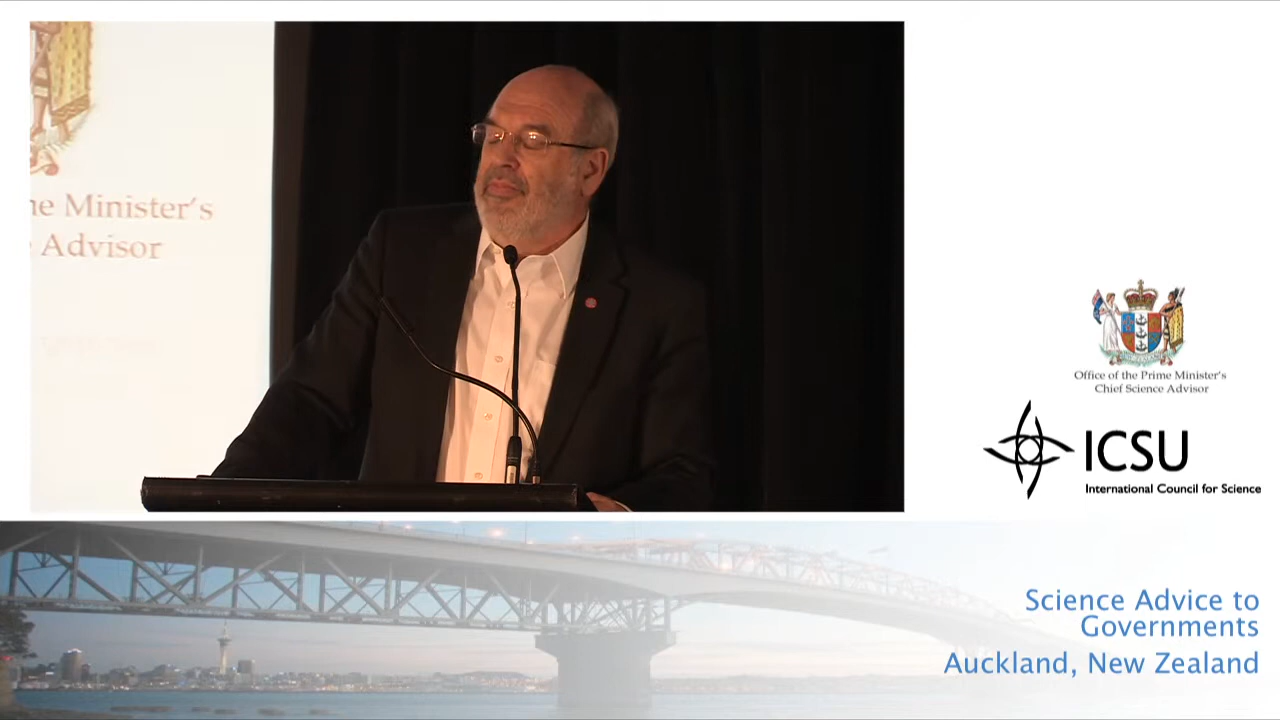 he Minister's
Advisor
Office of the Prime Minister's
Chief Science Advisor
ICSU
International Council for Science
Science Advice to
Governments
Auckland, New Zealand